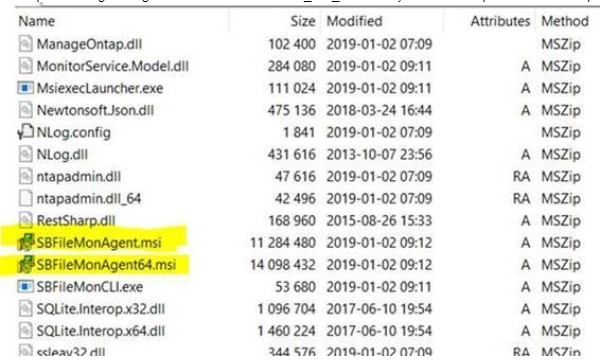 Name Size Modified Attributes Method
ManageOntap.dll 102 400 2019-01-02 07:09 MSZip
MonitorService.Model.dll 284 080 2019-01-02 09:11 A MSZip
MsiexecLauncher.exe 111 024 2019-01-02 09:11 A MSZip
Newtonsoft.Json.dll 475 136 2018-03-24 16:44 A MSZip
NLog.config 1 841 2019-01-02 07:09 MSZip
NLog.dll 431 616 2013-10-07 23:56 A MSZip
ntapadmin.dll 47 616 2019-01-02 07:09 RA MSZip
ntapadmin.dll_64 42 496 2019-01-02 07:09 RA MSZip
RestSharp.dll 168 960 2015-08-26 15:33 A MSZip
SBFileMonAgent.msi 11 284 480 2019-01-02 09:12 A MSZip
SBFileMonAgent64.msi 14 098 432 2019-01-02 09:12 A MSZip
SBFileMonCLI.exe 53 680 2019-01-02 09:11 A MSZip
SQLite.Interop.x32.dll 1 096 704 2017-06-10 19:54 A MSZip
SQLite.Interop.x64.dll 1 460 224 2017-06-10 19:54 A MSZip
ssleay32.dll 344 576 2019-01-02 07:09 RA MSZip